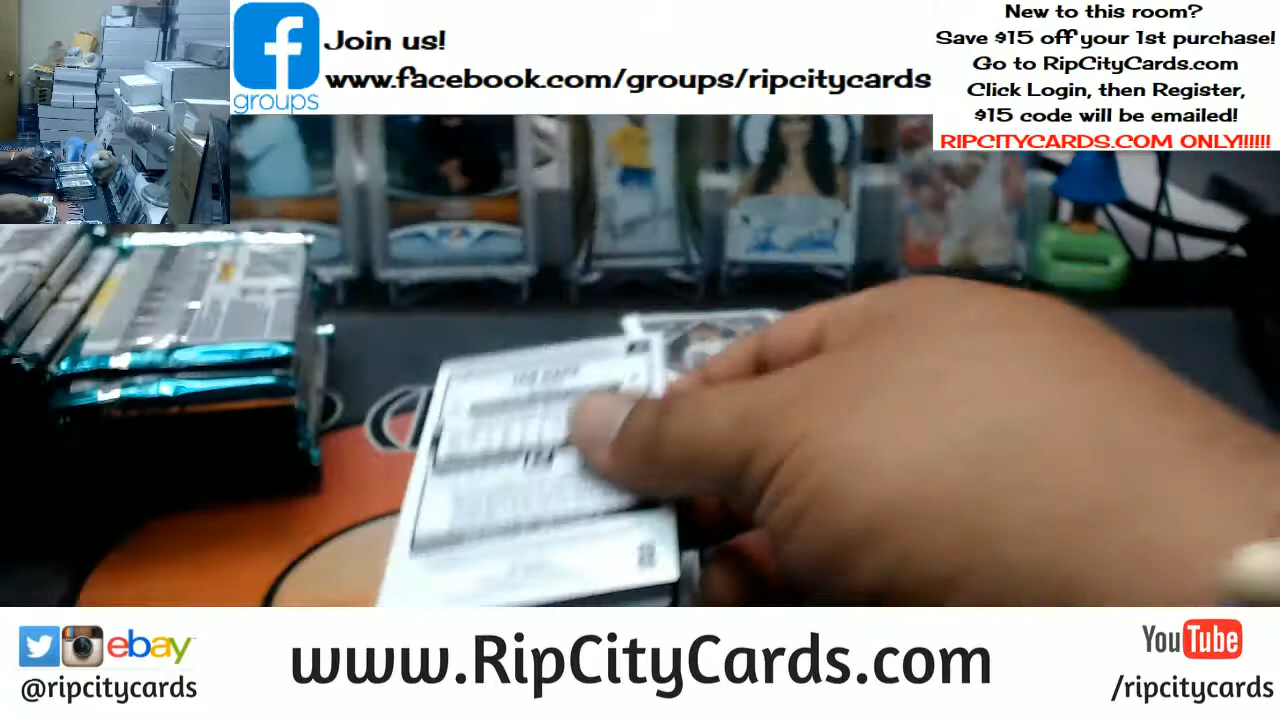 Join us!
www.facebook.com/groups/ripcitycards
groups
New to this room?
Save $15 off your 1st purchase!
Go to RipCityCards.com
Click Login, then Register,
$15 code will be emailed!
RIPCITYCARDS.COM ONLY!!!!!!
ebay
@ripcitycards
www.RipCityCards.com
YouTube
/ripcitycards